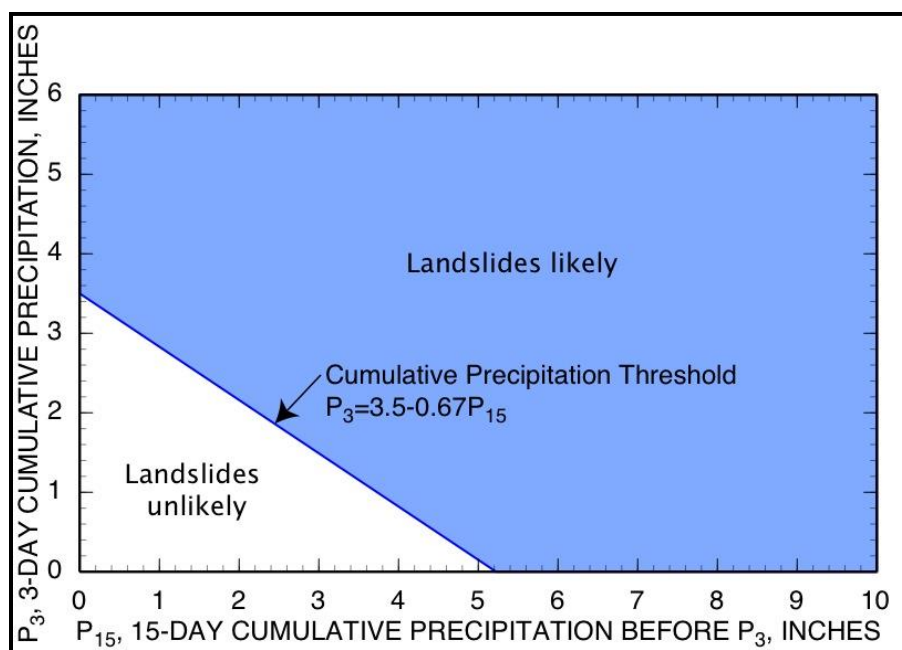 P3, 3-DAY CUMULATIVE PRECIPITATION, INCHES
6
5
4
3
2
1
0
Landslides likely
Cumulative Precipitation Threshold
P3=3.5-0.67P15
Landslides
unlikely
0 1 2 3 4 5 6 7 8 9 10
P15, 15-DAY CUMULATIVE PRECIPITATION BEFORE P3, INCHES